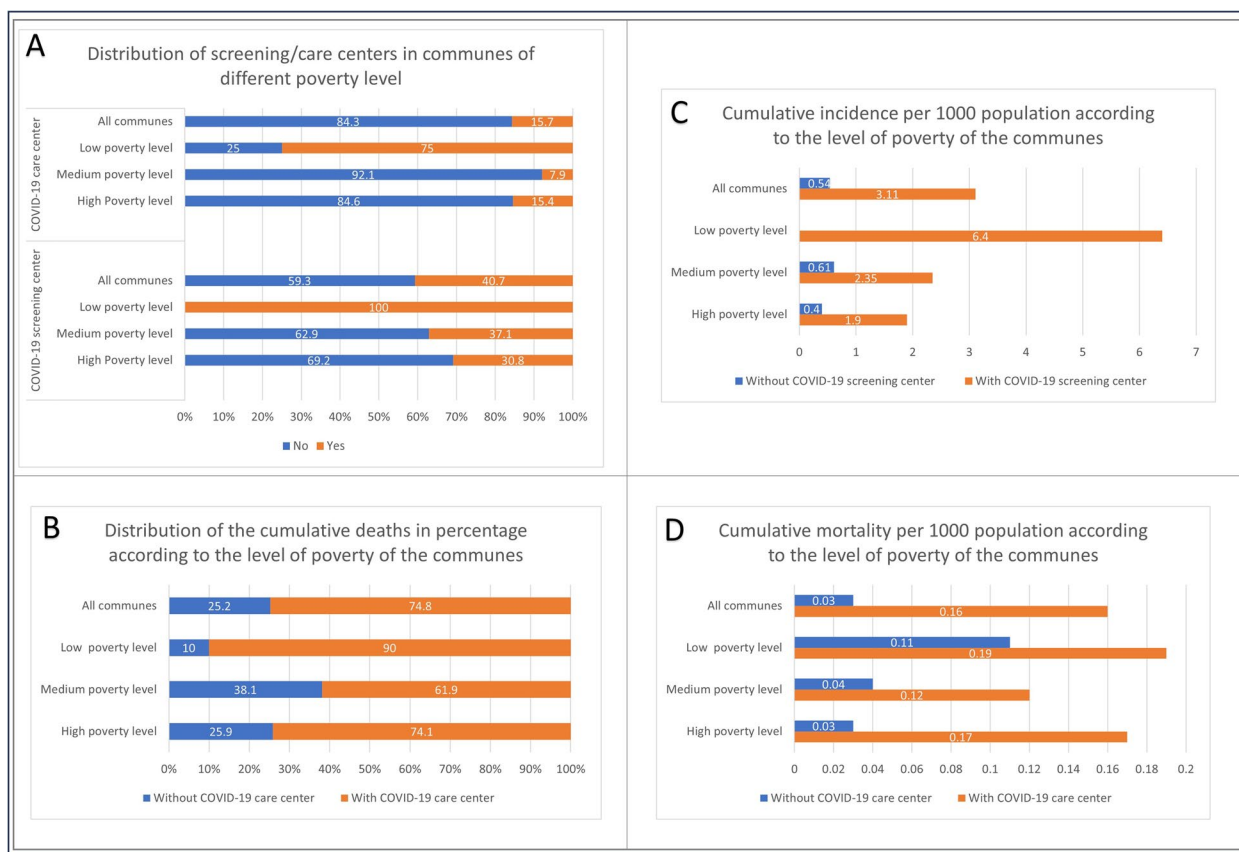 A
Distribution of screening/care centers in communes of
different poverty level
COVID-19 care center
All communes
84.3 15.7
Low poverty level
25 75
Medium poverty level
92.1 7.9
High Poverty level
84.6 15.4
COVID-19 screening center
All communes
59.3 40.7
Low poverty level
100
Medium poverty level
62.9 37.1
High Poverty level
69.2 30.8
0% 10% 20% 30% 40% 50% 60% 70% 80% 90% 100%
No Yes
C
Cumulative incidence per 1000 population according
to the level of poverty of the communes
All communes
0.54
3.11
Low poverty level
6.4
Medium poverty level
0.61
2.35
High poverty level
0.4
1.9
0 1 2 3 4 5 6 7
Without COVID-19 screening center With COVID-19 screening center
B
Distribution of the cumulative deaths in percentage
according to the level of poverty of the communes
All communes
25.2 74.8
Low poverty level
10 90
Medium poverty level
38.1 61.9
High poverty level
25.9 74.1
0% 10% 20% 30% 40% 50% 60% 70% 80% 90% 100%
Without COVID-19 care center With COVID-19 care center
D
Cumulative mortality per 1000 population according
to the level of poverty of the communes
All communes
0.03
0.16
Low poverty level
0.11
0.19
Medium poverty level
0.04
0.12
High poverty level
0.03
0.17
0 0.02 0.04 0.06 0.08 0.1 0.12 0.14 0.16 0.18 0.2
Without COVID-19 care center With COVID-19 care center